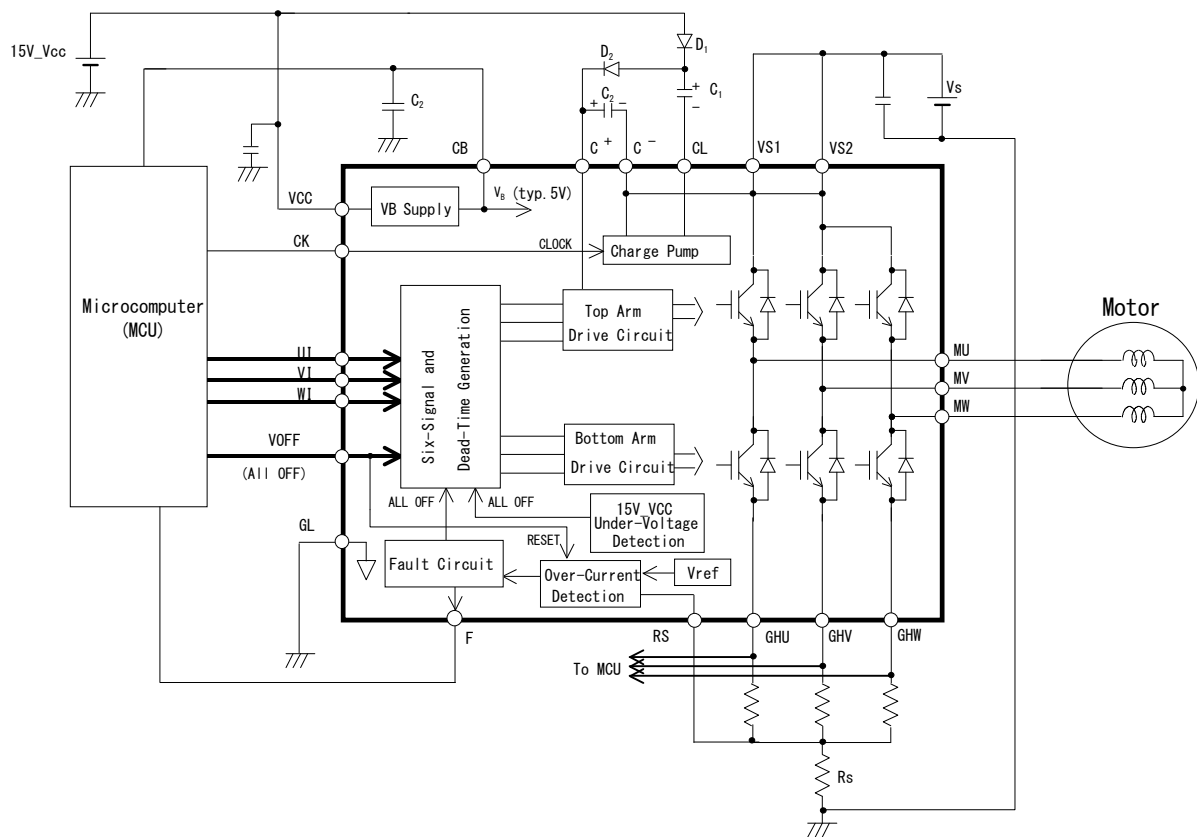 15V_Vcc
D₁
D₂
C₁
+
-
C₂
+ -
C₂
Vs
CB
C⁺
C⁻
CL
VS1
VS2
VCC
VB Supply
V_B (typ.5V)
CK
CLOCK
Charge Pump
Microcomputer
(MCU)
Six-Signal and
Dead-Time Generation
Top Arm
Drive Circuit
Motor
UI
VI
WI
MU
MV
MW
VOFF
(All OFF)
Bottom Arm
Drive Circuit
ALL OFF
ALL OFF
15V_VCC
Under-Voltage
Detection
GL
RESET
Fault Circuit
Over-Current
Detection
Vref
F
RS
GHU
GHV
GHW
To MCU
Rs